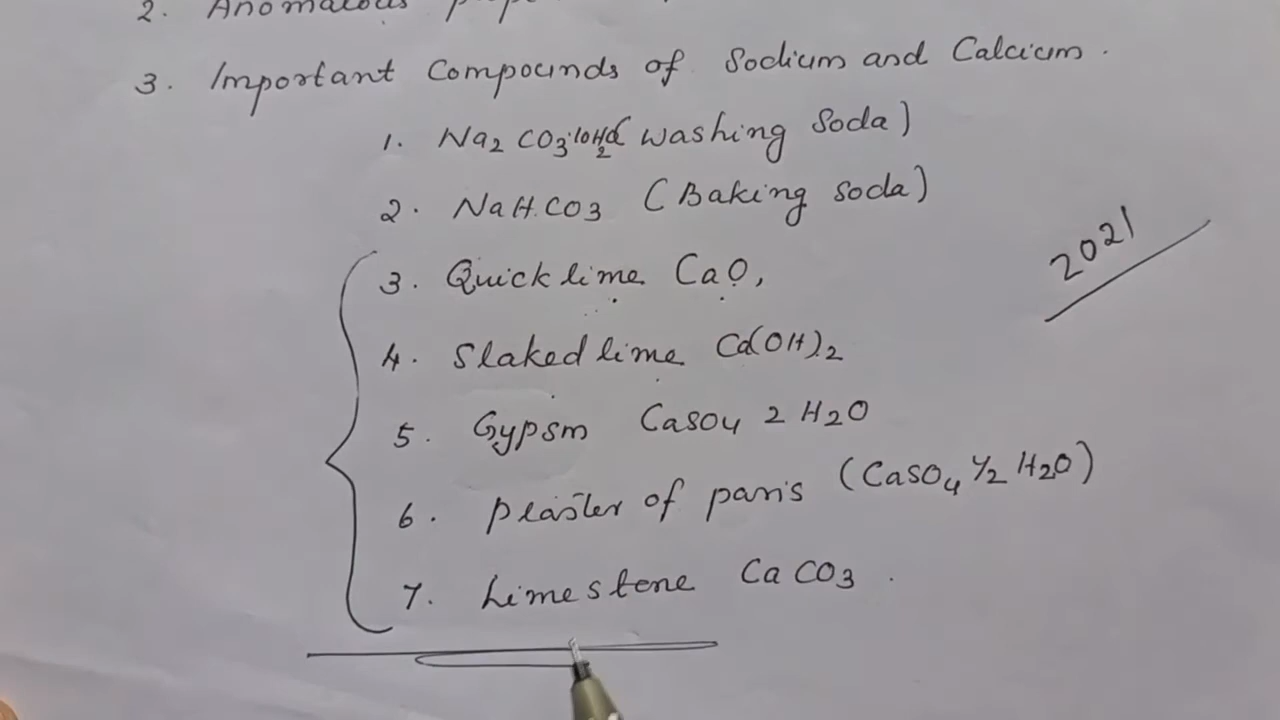 2. Anomalous
3. Important Compounds of Sodium and Calcium.
1. Na2 CO3·10H2O (washing Soda)
2. NaH.CO3 (Baking Soda)
3. Quick lime CaO,
4. Slaked lime Ca(OH)2
5. Gypsm CaSO4 2 H2O
6. plaster of paris (CaSO4 1/2 H2O)
7. Limestone CaCO3.
2021